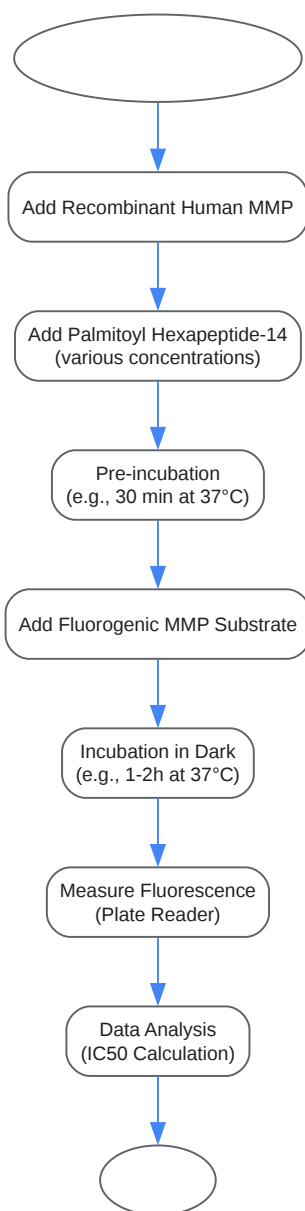 Add Recombinant Human MMP
Add Palmitoyl Hexapeptide-14
(various concentrations)
Pre-incubation
(e.g., 30 min at 37°C)
Add Fluorogenic MMP Substrate
Incubation in Dark
(e.g., 1-2h at 37°C)
Measure Fluorescence
(Plate Reader)
Data Analysis
(IC50 Calculation)